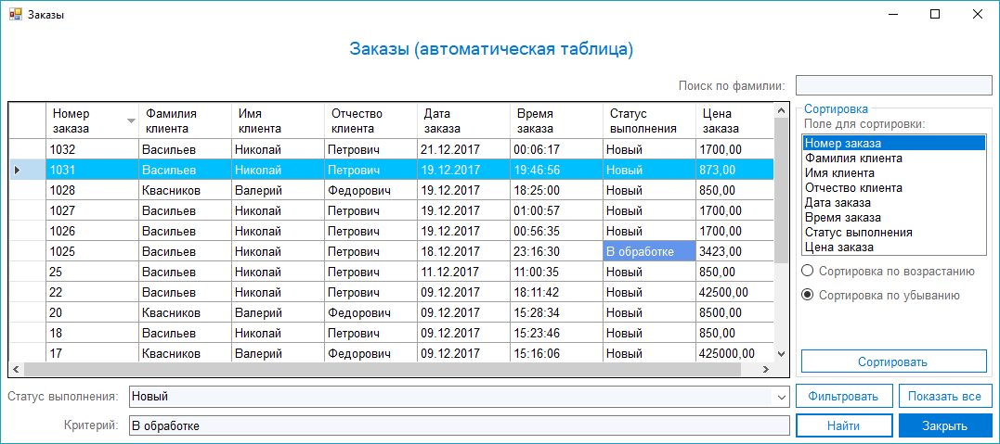 Заказы
Заказы (автоматическая таблица)
Поиск по фамилии:
Номер заказа Фамилия клиента Имя клиента Отчество клиента Дата заказа Время заказа Статус выполнения Цена заказа
1032 Васильев Николай Петрович 21.12.2017 00:06:17 Новый 1700,00
1031 Васильев Николай Петрович 19.12.2017 19:46:56 Новый 873,00
1028 Квасников Валерий Федорович 19.12.2017 18:25:00 Новый 850,00
1027 Васильев Николай Петрович 19.12.2017 01:00:57 Новый 1700,00
1026 Васильев Николай Петрович 19.12.2017 00:56:35 Новый 1700,00
1025 Васильев Николай Петрович 18.12.2017 23:16:30 В обработке 3423,00
25 Васильев Николай Петрович 11.12.2017 11:00:35 Новый 850,00
22 Васильев Николай Петрович 09.12.2017 18:11:42 Новый 42500,00
20 Квасников Валерий Федорович 09.12.2017 15:28:34 Новый 8500,00
18 Васильев Николай Петрович 09.12.2017 15:23:46 Новый 850,00
17 Квасников Валерий Федорович 09.12.2017 15:16:06 Новый 425000,00
Сортировка
Поле для сортировки:
Номер заказа
Фамилия клиента
Имя клиента
Отчество клиента
Дата заказа
Время заказа
Статус выполнения
Цена заказа
Сортировка по возрастанию
Сортировка по убыванию
Сортировать
Статус выполнения: Новый Фильтровать Показать все
Критерий: В обработке Найти Закрыть